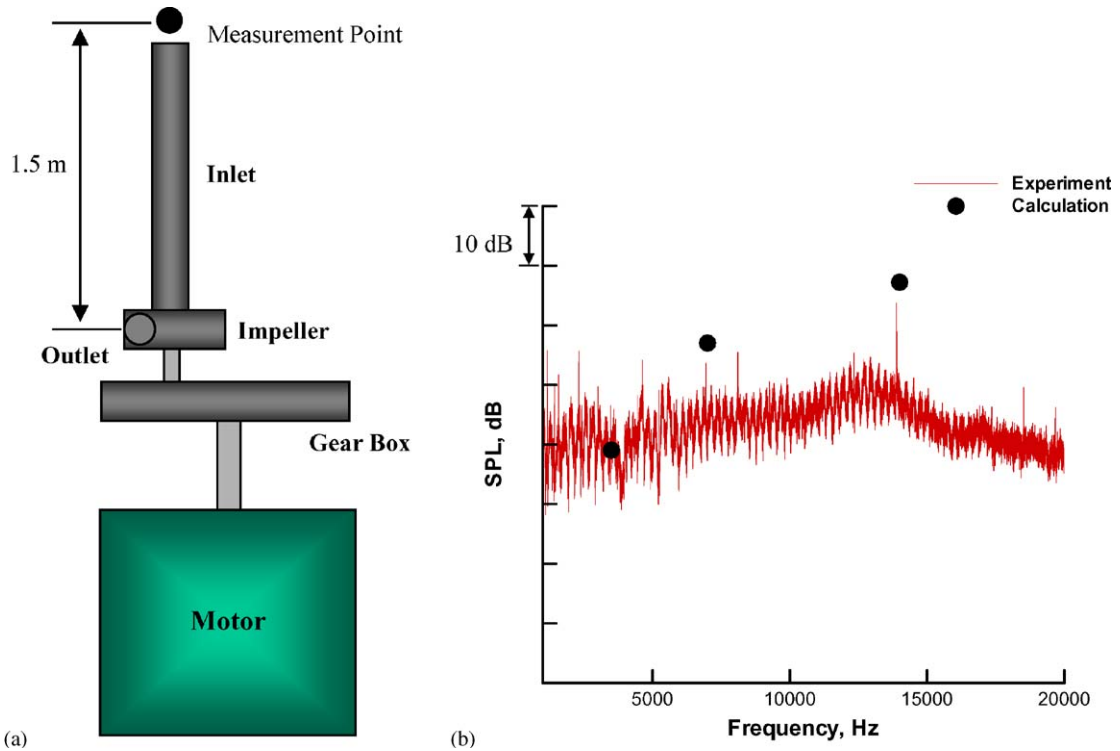 Measurement Point
1.5 m
Inlet
Impeller
Outlet
Gear Box
Motor
(a)
Experiment
Calculation
10 dB
SPL, dB
5000 10000 15000 20000
Frequency, Hz
(b)